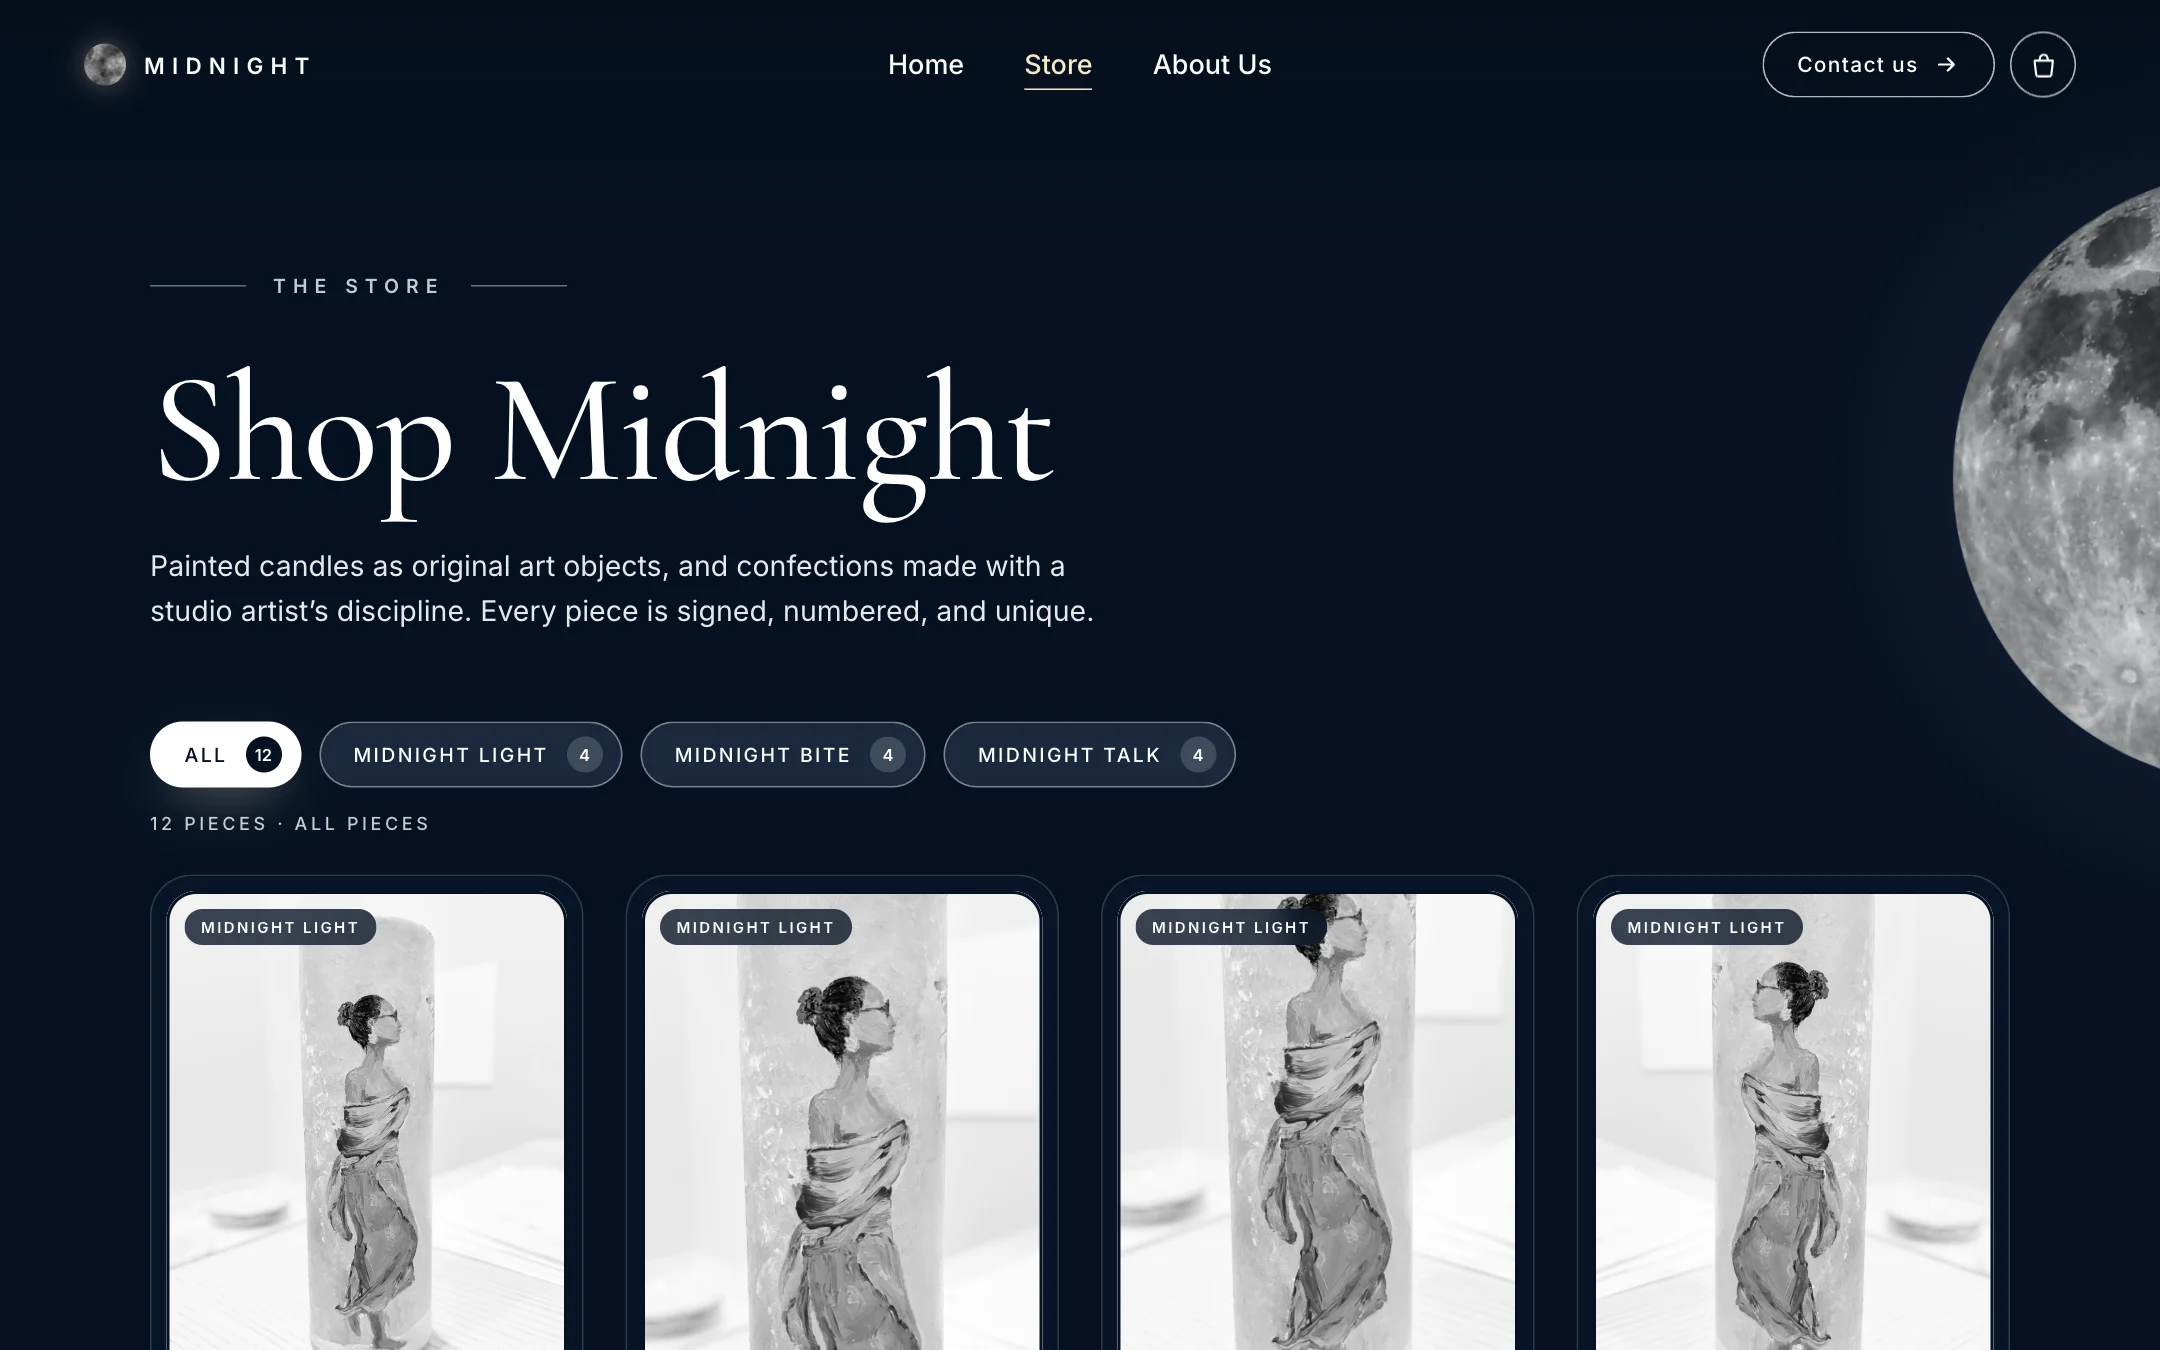 MIDNIGHT
Home
Store
About Us
Contact us →
THE STORE
Shop Midnight
Painted candles as original art objects, and confections made with a
studio artist’s discipline. Every piece is signed, numbered, and unique.
ALL 12
MIDNIGHT LIGHT 4
MIDNIGHT BITE 4
MIDNIGHT TALK 4
12 PIECES · ALL PIECES
MIDNIGHT LIGHT
MIDNIGHT LIGHT
MIDNIGHT LIGHT
MIDNIGHT LIGHT